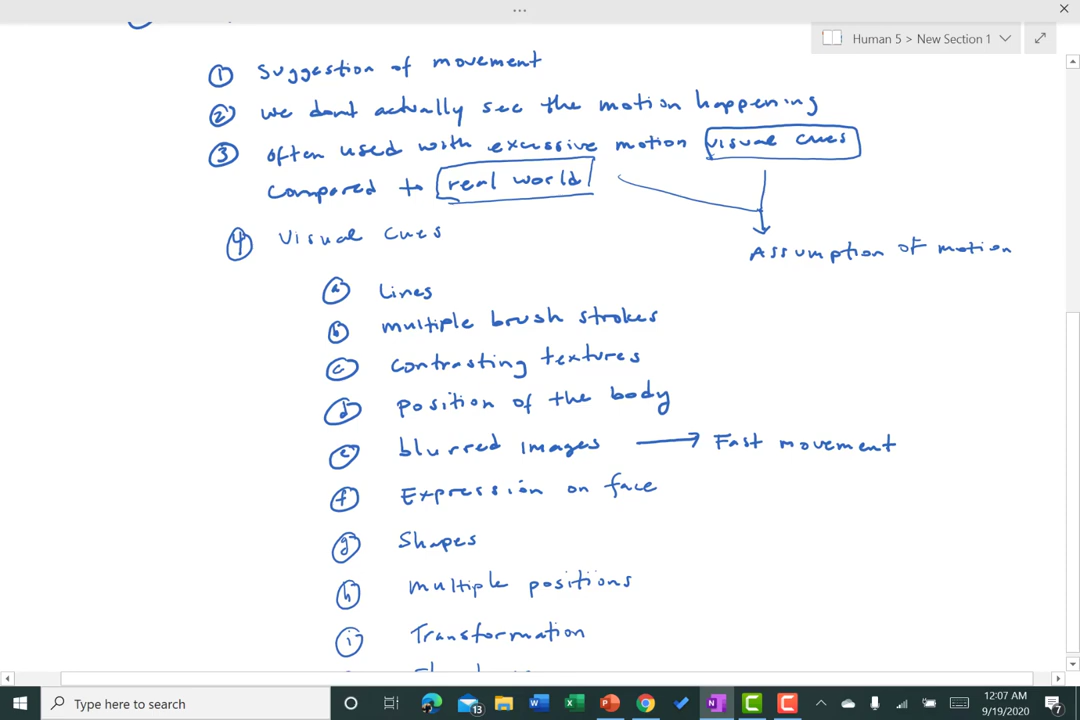 Human 5 > New Section 1
① Suggestion of movement
② we dont actually see the motion happening
③ often used with excessive motion visual cues
compared to real world
④ Visual cues
Assumption of motion
ⓐ Lines
ⓑ multiple brush strokes
ⓒ contrasting textures
ⓓ Position of the body
ⓔ blurred images → Fast movement
ⓕ Expression on face
ⓖ Shapes
ⓗ multiple positions
ⓘ Transformation
Type here to search
13
12:07 AM
9/19/2020
7